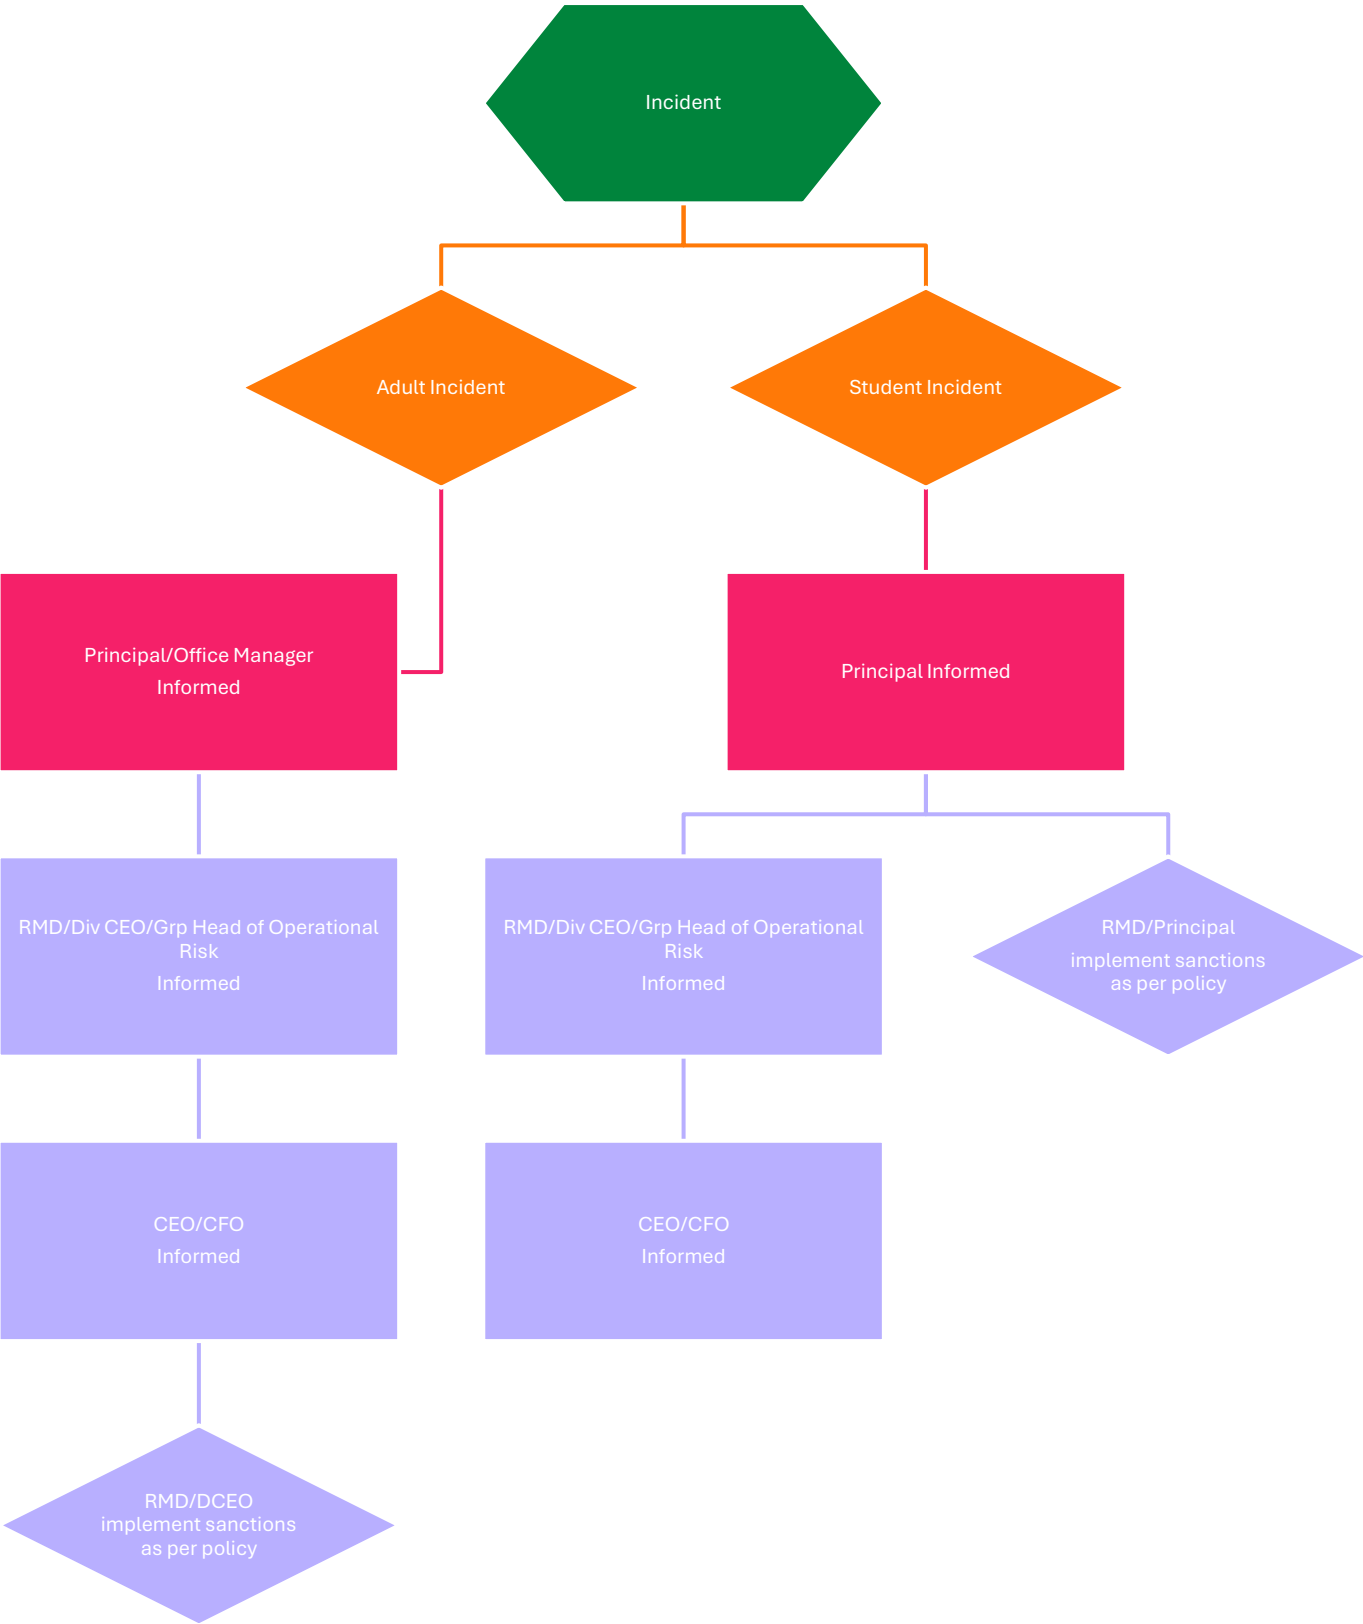 Incident
Adult Incident
Student Incident
Principal/Office Manager
Informed
Principal Informed
RMD/Div CEO/Grp Head of Operational
Risk
Informed
RMD/Div CEO/Grp Head of Operational
Risk
Informed
RMD/Principal
implement sanctions
as per policy
CEO/CFO
Informed
CEO/CFO
Informed
RMD/DCEO
implement sanctions
as per policy